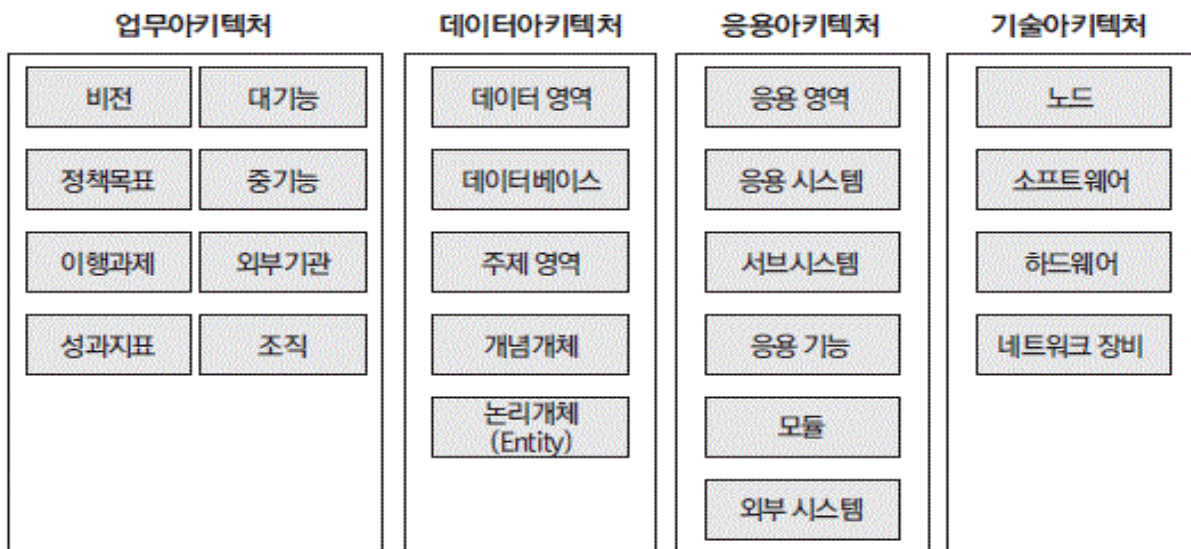 업무아키텍처
비전
대기능
정책목표
중기능
이행과제
외부기관
성과지표
조직
데이터아키텍처
데이터 영역
데이터베이스
주제 영역
개념개체
논리개체
(Entity)
응용아키텍처
응용 영역
응용 시스템
서브시스템
응용 기능
모듈
외부 시스템
기술아키텍처
노드
소프트웨어
하드웨어
네트워크 장비